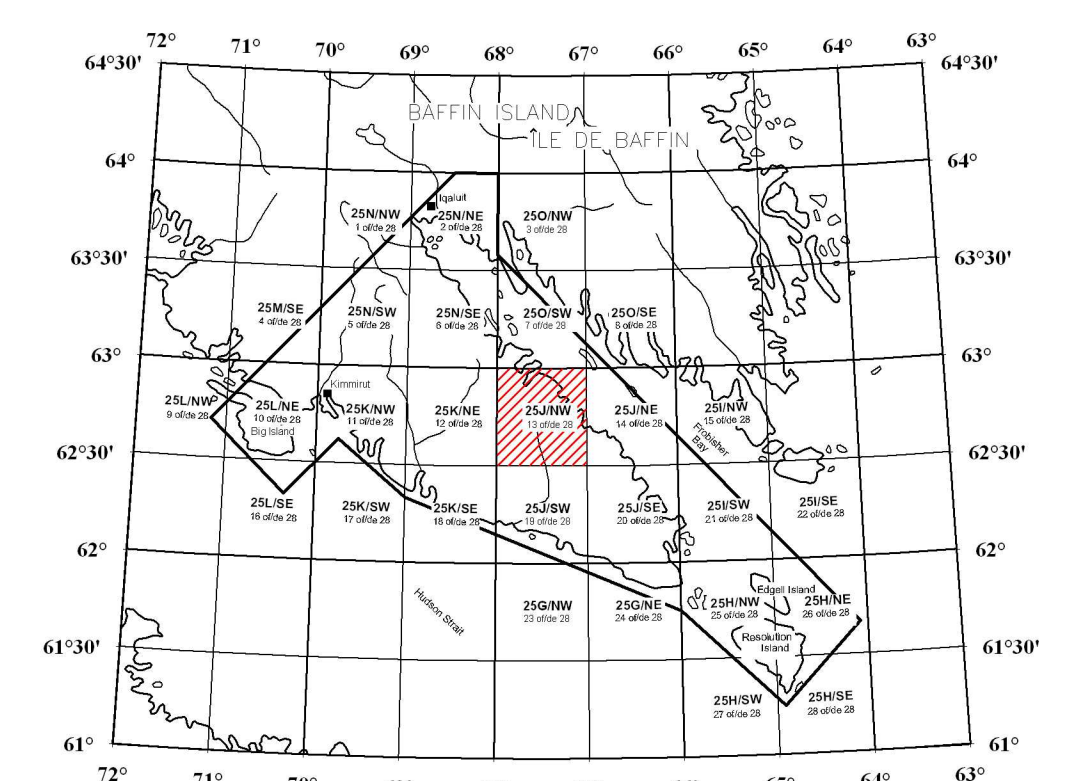 72° 71° 70° 69° 68° 67° 66° 65° 64° 63°
64°30' 64°30'
BAFFIN ISLAND
ÎLE DE BAFFIN
64° 64°
Iqaluit
25N/NW 25N/NE 25O/NW
1 of/de 28 2 of/de 28 3 of/de 28
63°30' 63°30'
25M/SE 25N/SW 25N/SE 25O/SW 25O/SE
4 of/de 28 5 of/de 28 6 of/de 28 7 of/de 28 8 of/de 28
63° 63°
Kimmirut
25L/NW 25L/NE 25K/NW 25K/NE 25J/NW 25J/NE 25I/NW
9 of/de 28 10 of/de 28 11 of/de 28 12 of/de 28 13 of/de 28 14 of/de 28 15 of/de 28
Big Island
Frobisher
Bay
62°30' 62°30'
25L/SE 25K/SW 25K/SE 25J/SW 25J/SE 25I/SW 25I/SE
16 of/de 28 17 of/de 28 18 of/de 28 19 of/de 28 20 of/de 28 21 of/de 28 22 of/de 28
62° 62°
Hudson Strait
Edgell Island
25G/NW 25G/NE 25H/NW 25H/NE
23 of/de 28 24 of/de 28 25 of/de 28 26 of/de 28
Resolution
Island
61°30' 61°30'
25H/SW 25H/SE
27 of/de 28 28 of/de 28
61° 61°
72° 71° 70° 65° 64° 63°